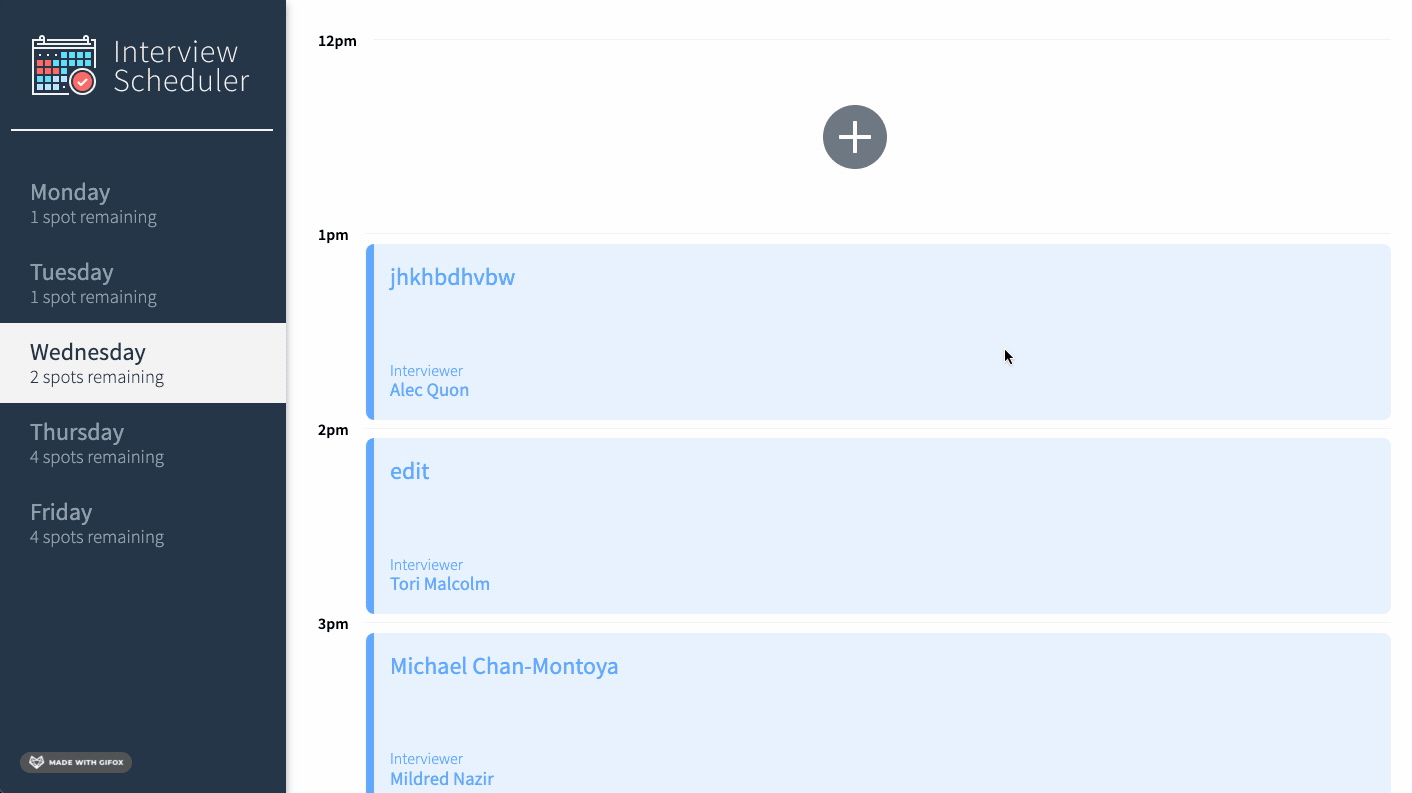 Interview
Scheduler
Monday
1 spot remaining
Tuesday
1 spot remaining
Wednesday
2 spots remaining
Thursday
4 spots remaining
Friday
4 spots remaining
MADE WITH GIFOX
12pm
1pm
jhkhbdhvbw
Interviewer
Alec Quon
2pm
edit
Interviewer
Tori Malcolm
3pm
Michael Chan-Montoya
Interviewer
Mildred Nazir